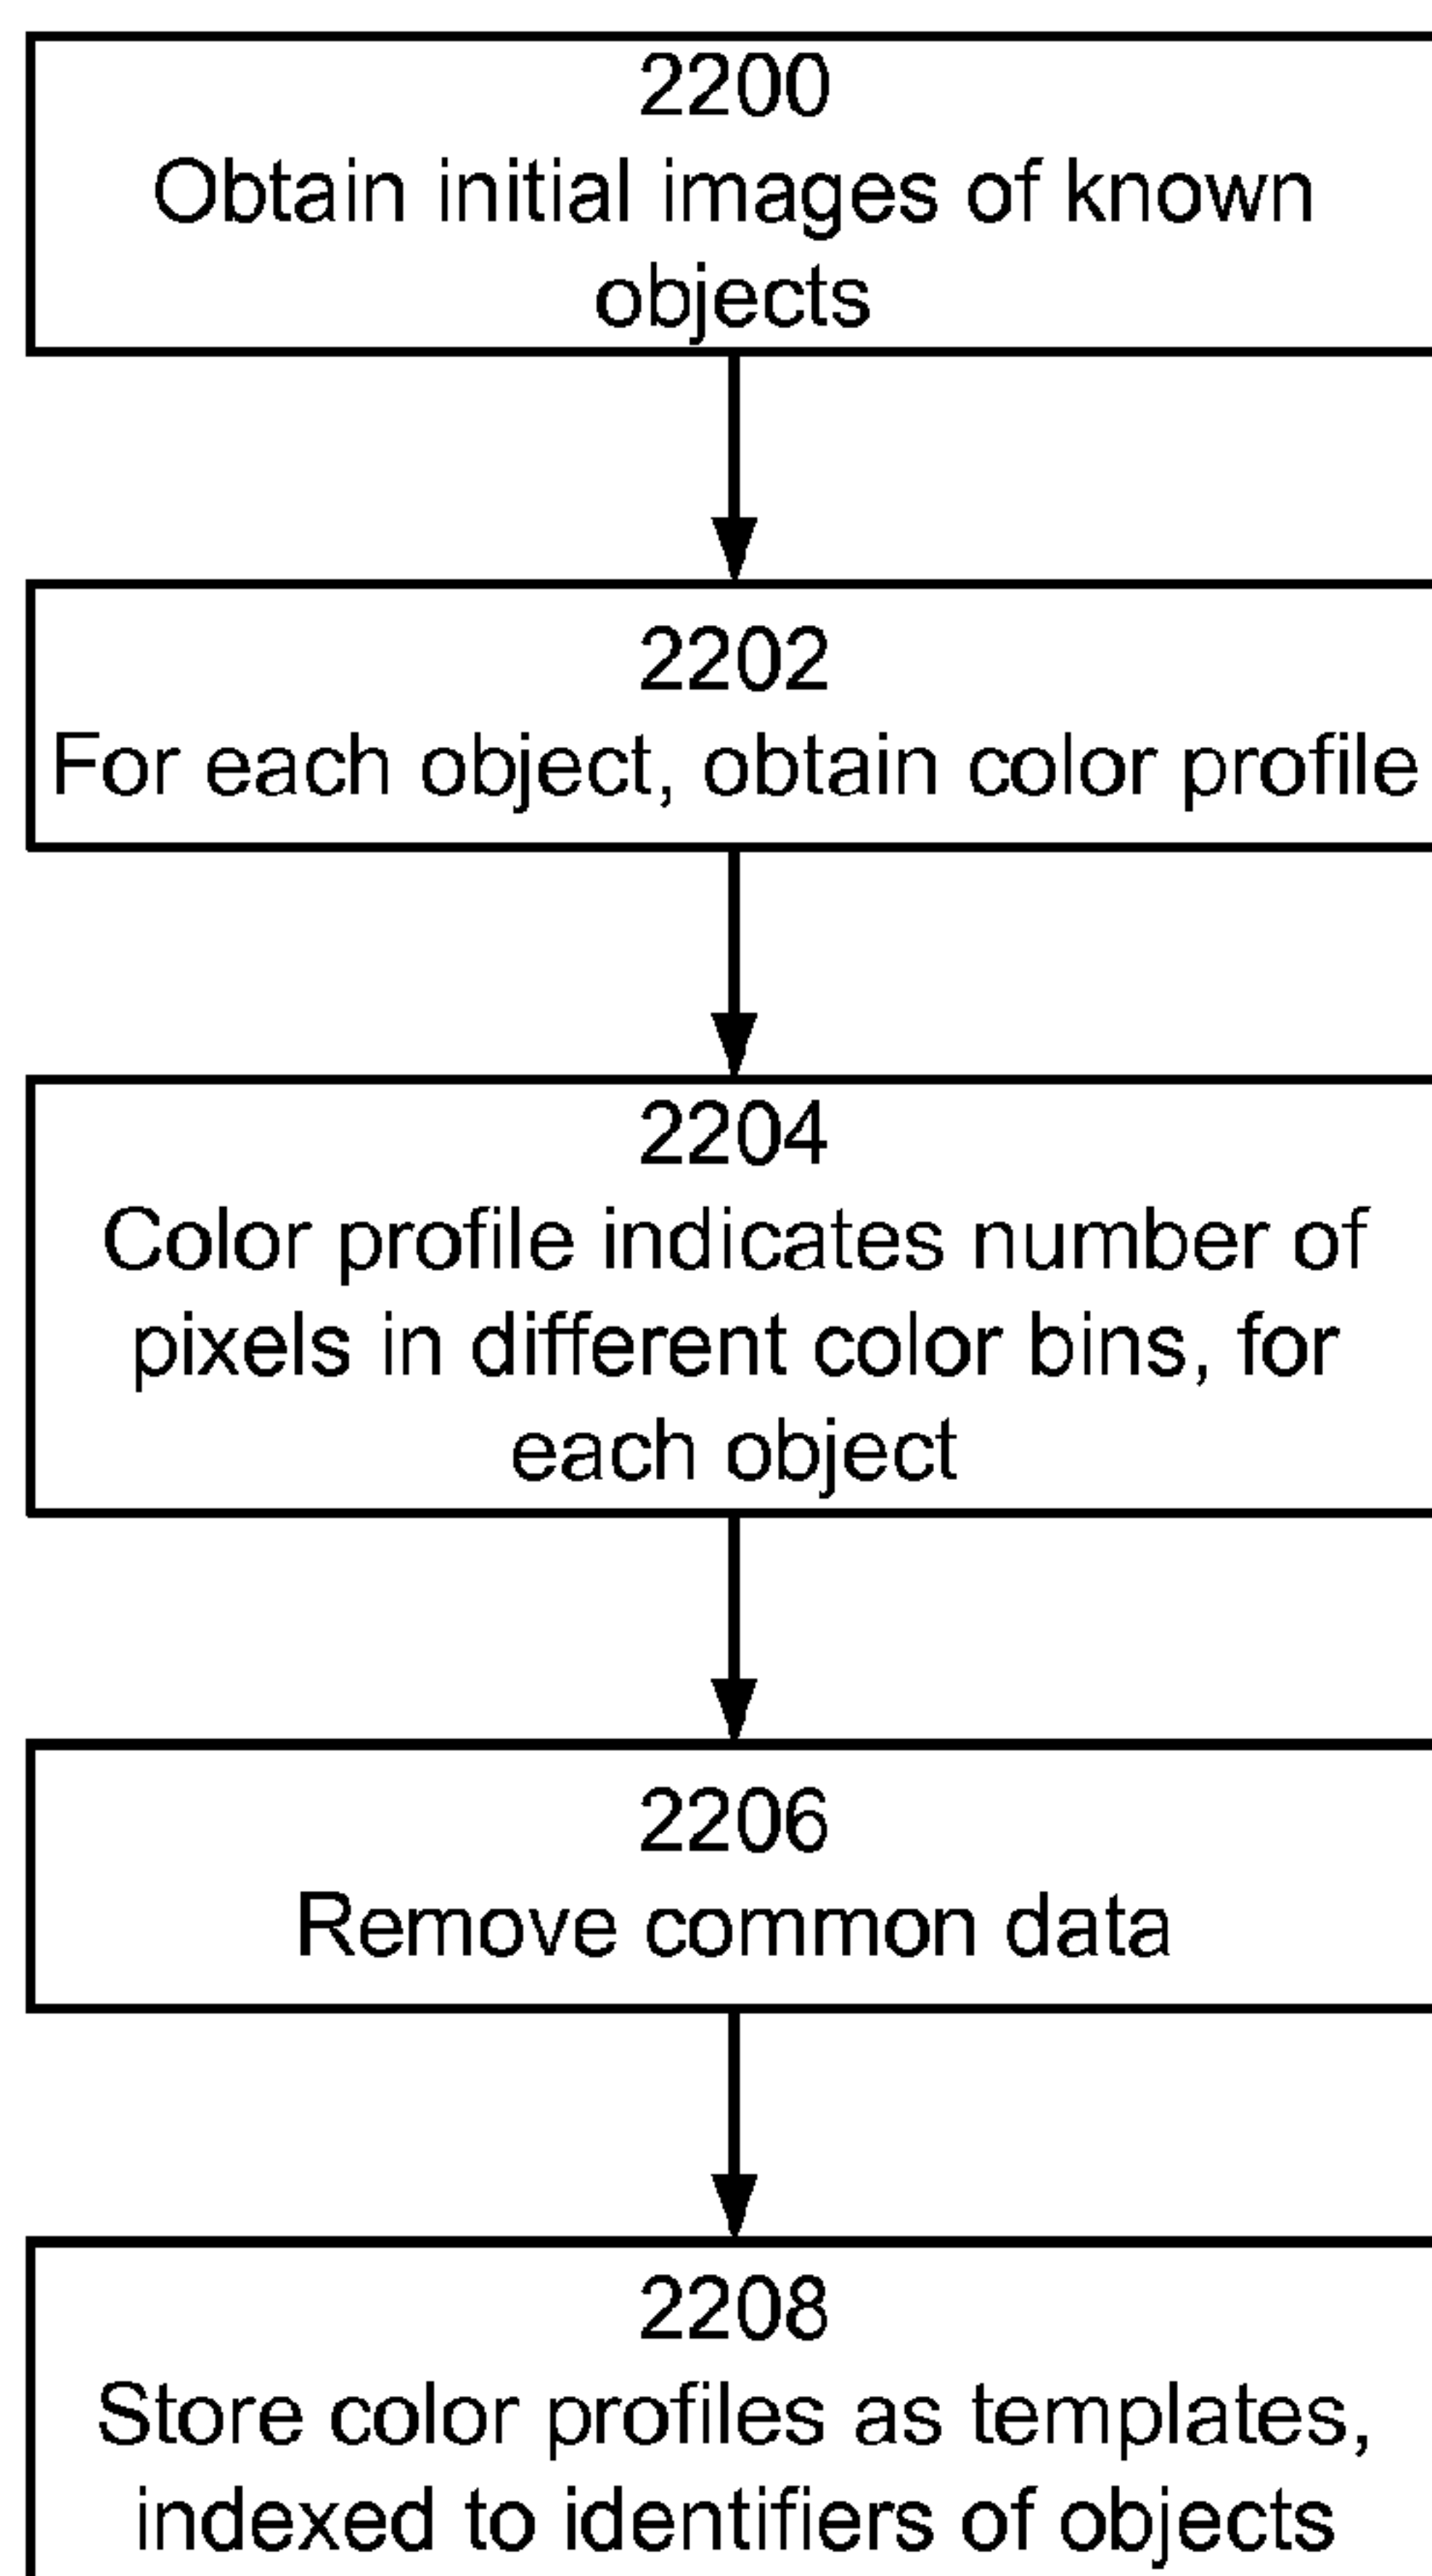 2200
Obtain initial images of known
objects
2202
For each object, obtain color profile
2204
Color profile indicates number of
pixels in different color bins, for
each object
2206
Remove common data
2208
Store color profiles as templates,
indexed to identifiers of objects